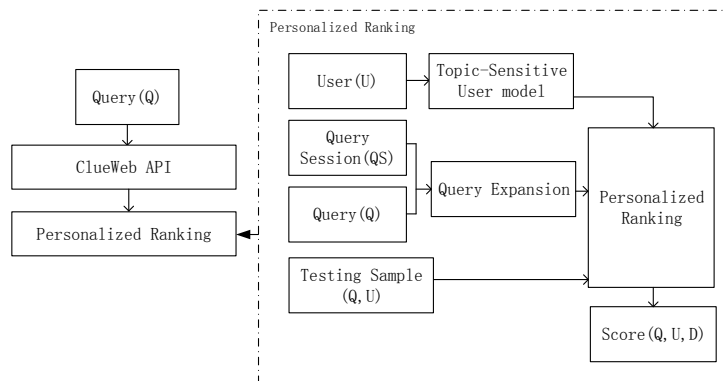 Personalized Ranking
Query(Q)
ClueWeb API
Personalized Ranking
User(U)
Topic-Sensitive
User model
Query
Session(QS)
Query(Q)
Query Expansion
Testing Sample
(Q,U)
Personalized
Ranking
Score(Q,U,D)